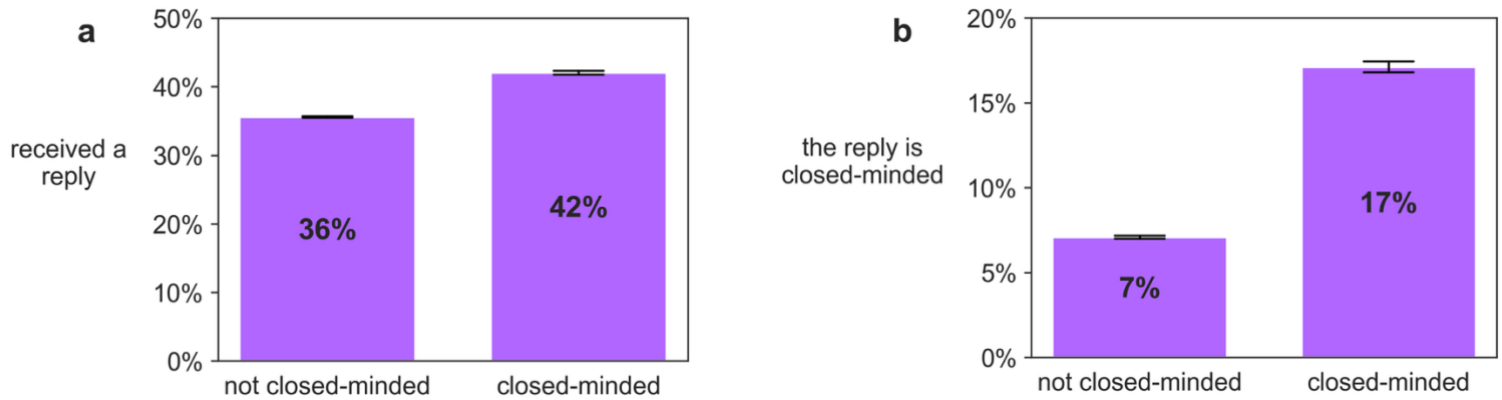 a
50%
40%
30%
20%
10%
0%
received a
reply
36%
42%
not closed-minded
closed-minded
b
20%
15%
10%
5%
0%
the reply is
closed-minded
7%
17%
not closed-minded
closed-minded